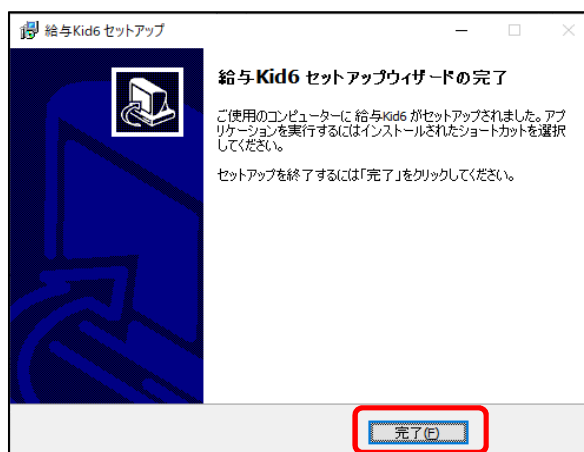 給与Kid6 セットアップ
給与Kid6 セットアップウィザードの完了
ご使用のコンピューターに 給与Kid6 がセットアップされました。アプ
リケーションを実行するにはインストールされたショートカットを選択
してください。
セットアップを終了するには「完了」をクリックしてください。
完了(F)